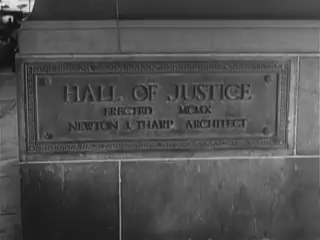 HALL OF JUSTICE
ERECTED MCMX
NEWTON J. THARP ARCHITECT